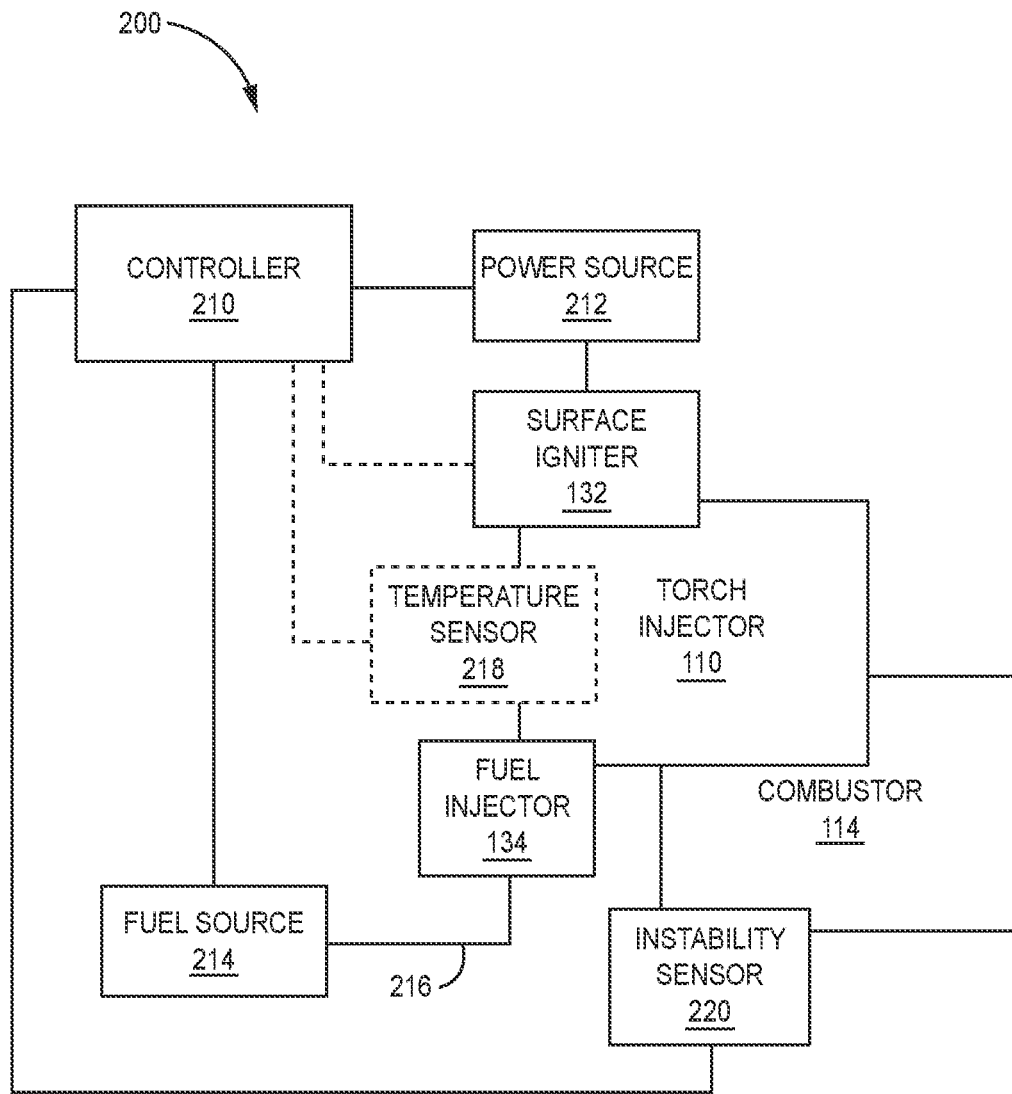 200
CONTROLLER
210
POWER SOURCE
212
SURFACE
IGNITER
132
TEMPERATURE
SENSOR
218
TORCH
INJECTOR
110
FUEL
INJECTOR
134
COMBUSTOR
114
FUEL SOURCE
214
216
INSTABILITY
SENSOR
220